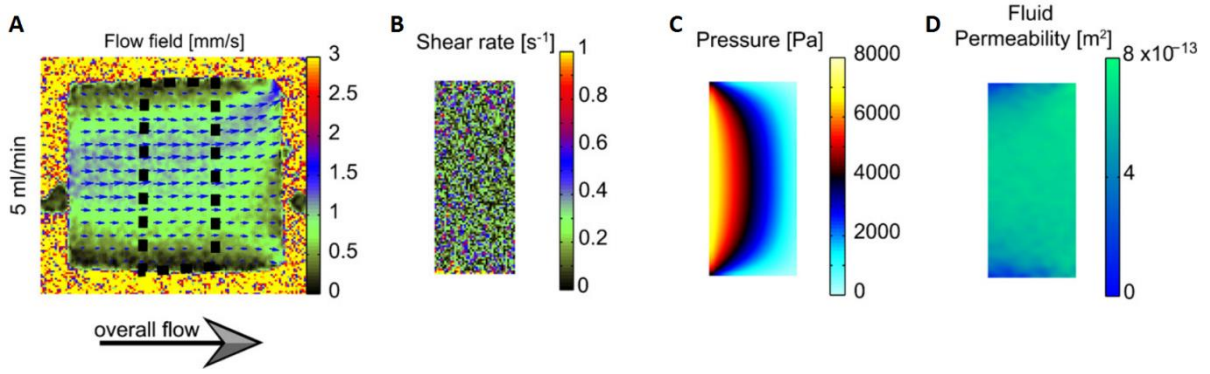 A
Flow field [mm/s]
5 ml/min
3
2.5
2
1.5
1
0.5
0
overall flow
B
Shear rate [s⁻¹]
1
0.8
0.6
0.4
0.2
0
C
Pressure [Pa]
8000
6000
4000
2000
0
D
Fluid
Permeability [m²]
8 x10⁻¹³
4
0